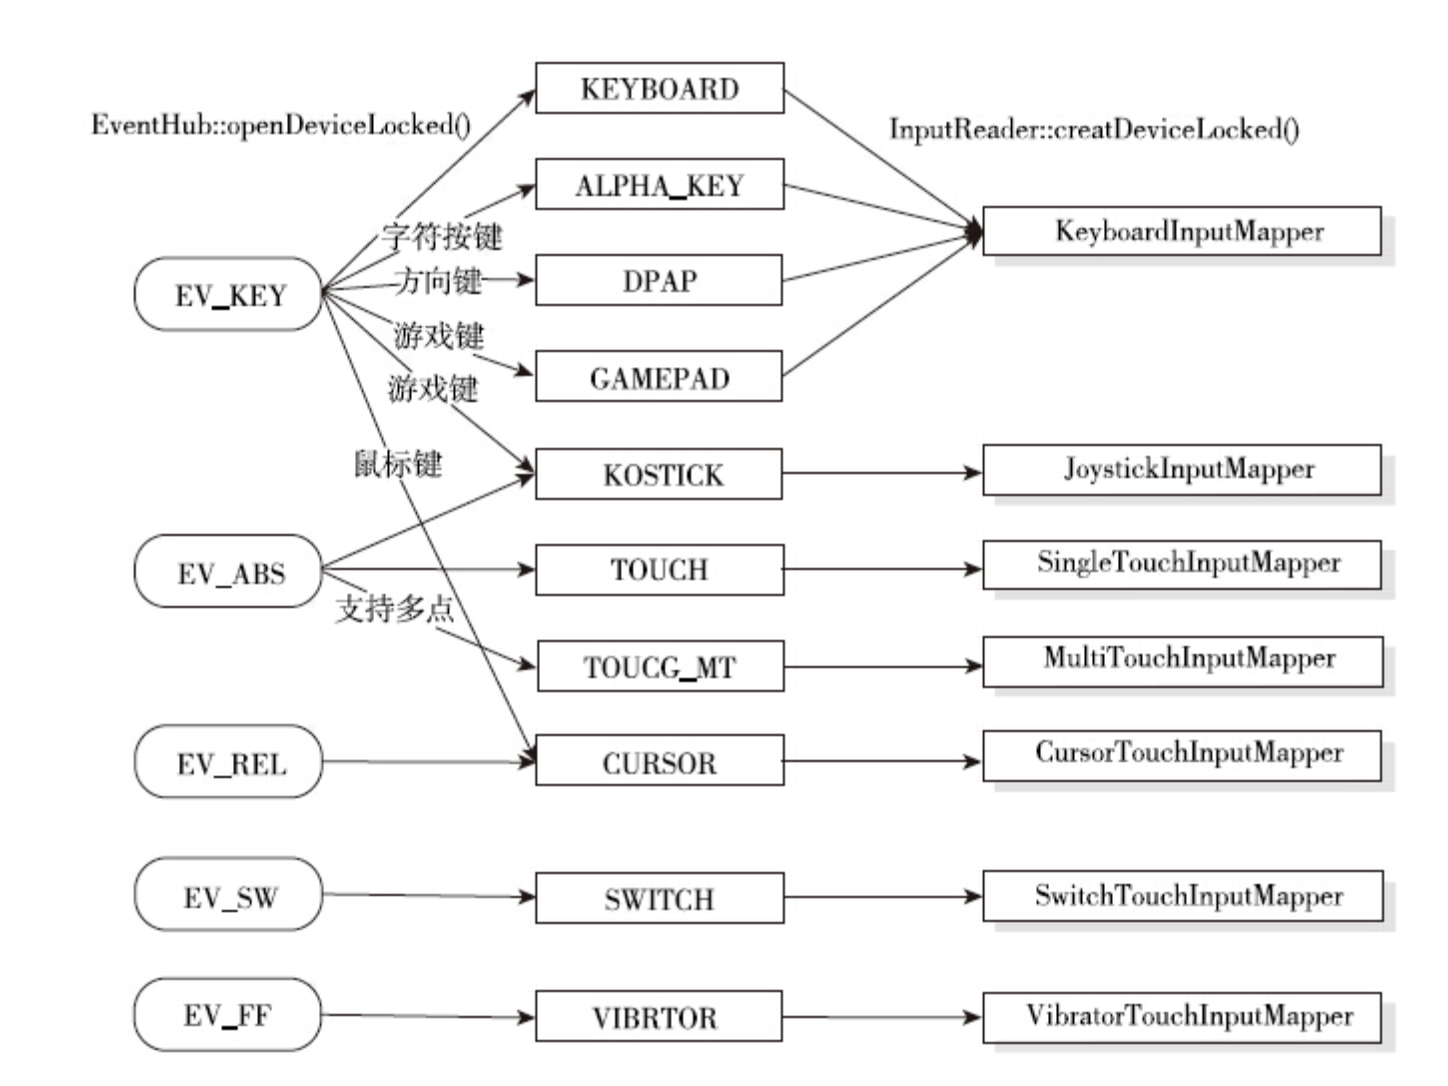 KEYBOARD
EventHub::openDeviceLocked()
InputReader::creatDeviceLocked()
ALPHA_KEY
字符按键
KeyboardInputMapper
EV_KEY
方向键
DPAP
游戏键
GAMEPAD
游戏键
鼠标键
KOSTICK
JoystickInputMapper
EV_ABS
TOUCH
SingleTouchInputMapper
支持多点
TOUCG_MT
MultiTouchInputMapper
EV_REL
CURSOR
CursorTouchInputMapper
EV_SW
SWITCH
SwitchTouchInputMapper
EV_FF
VIBRTOR
VibratorTouchInputMapper